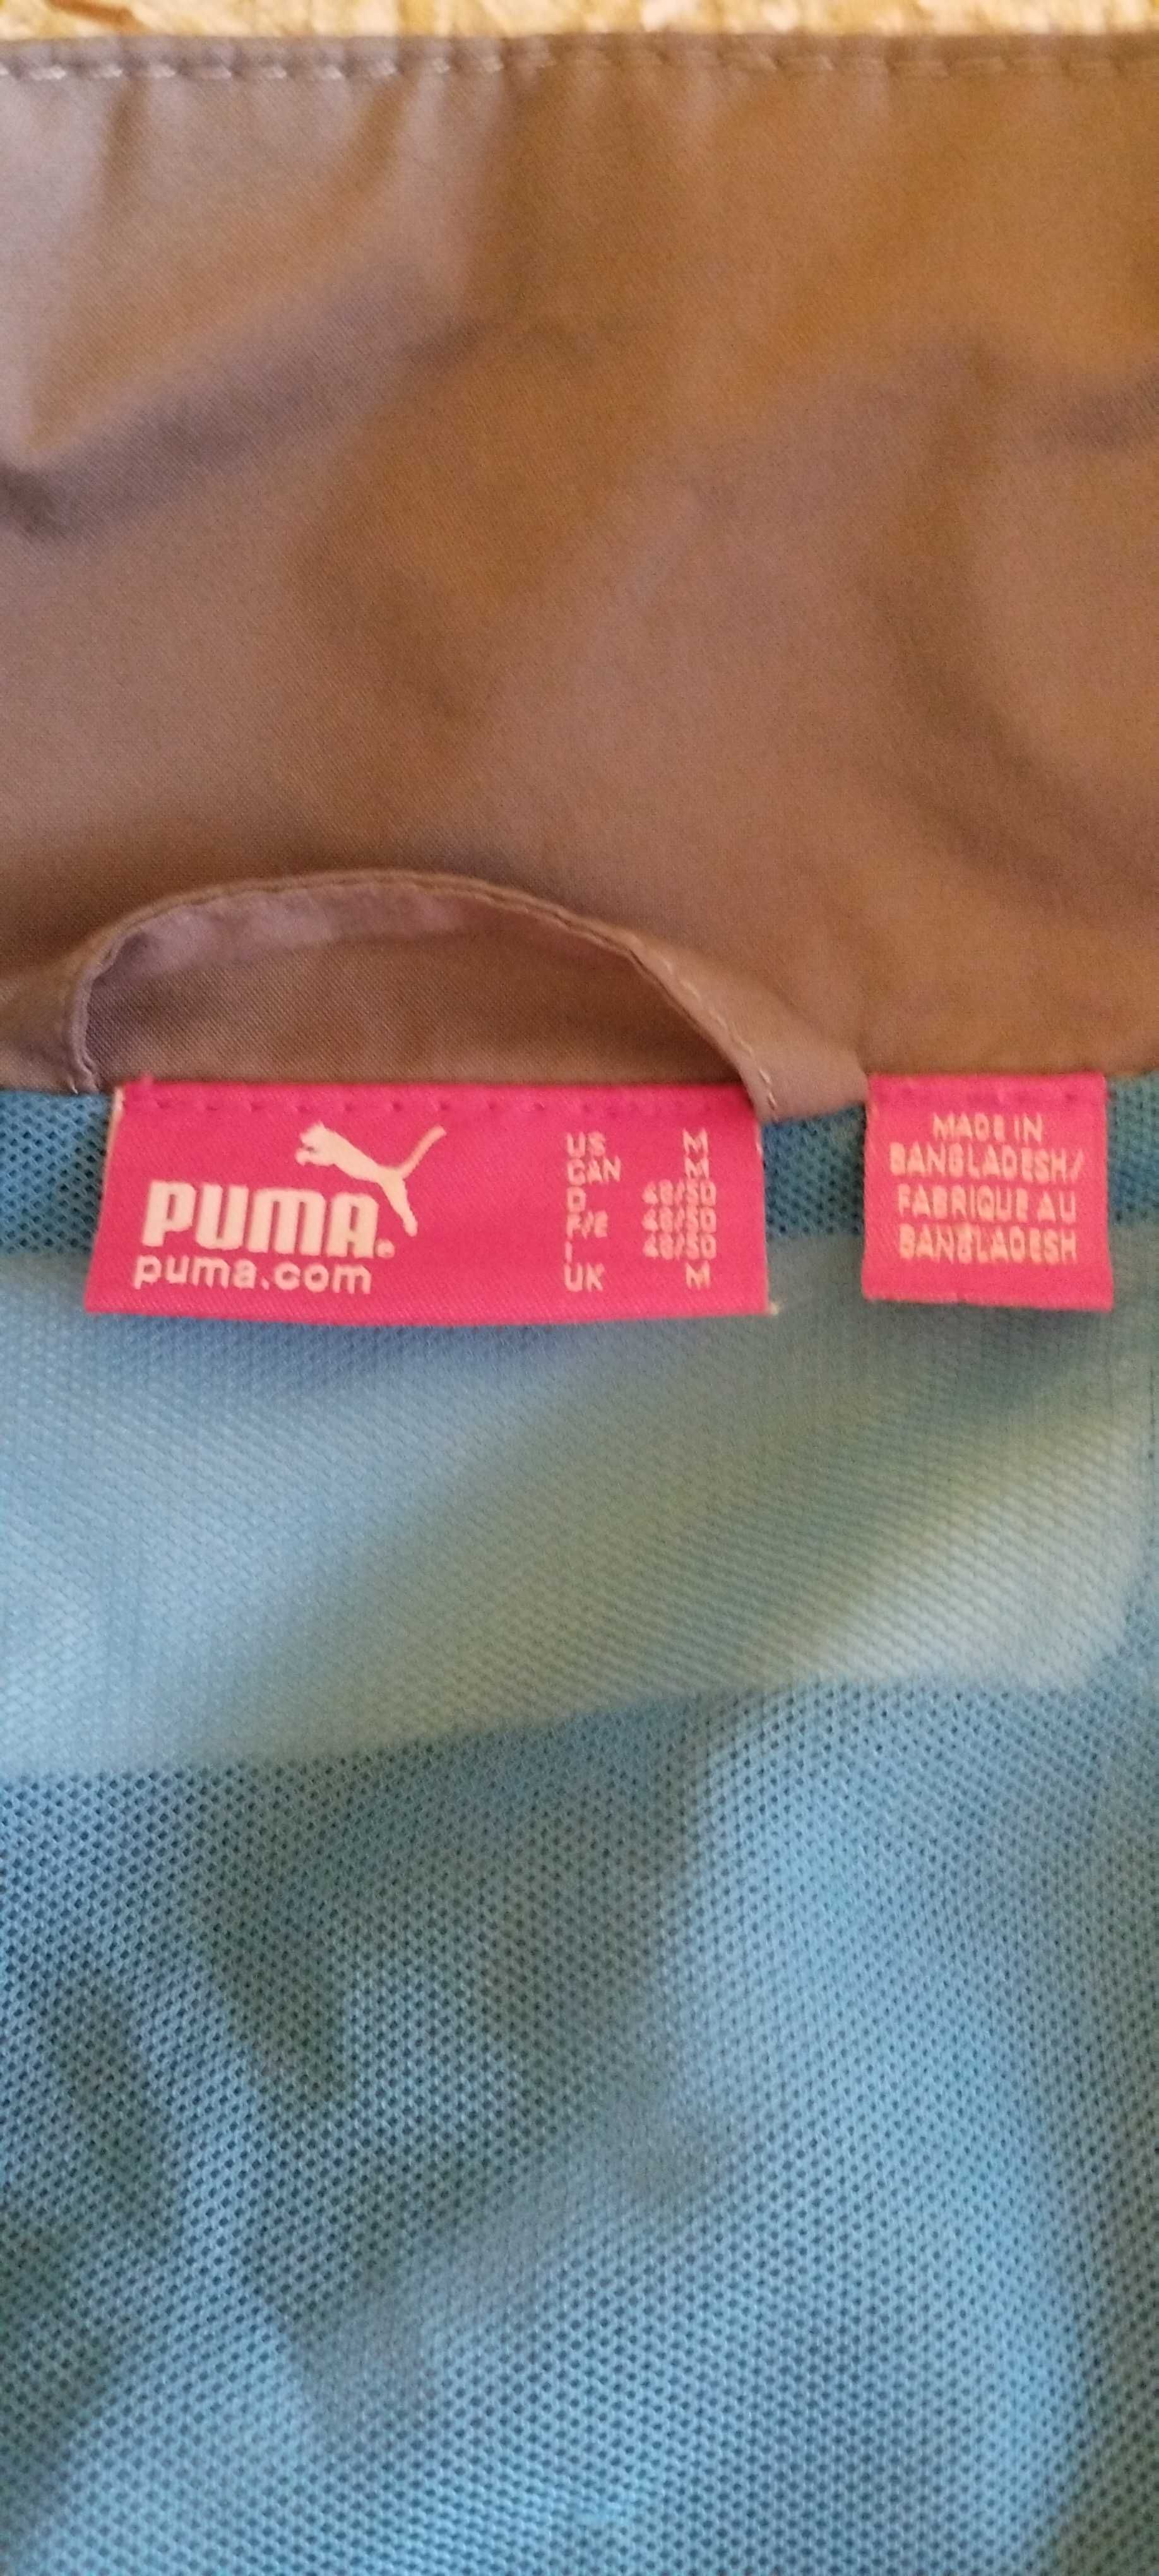 PUMA®
puma.com
US M
CAN M
D 48/50
F/E 48/50
I 48/50
UK M
MADE IN
BANGLADESH/
FABRIQUE AU
BANGLADESH